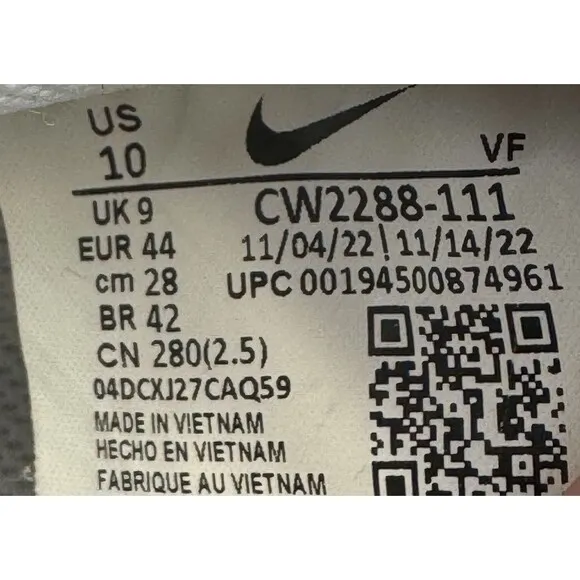 US
10
VF
UK 9
CW2288-111
EUR 44
11/04/22 11/14/22
cm 28
UPC 00194500874961
BR 42
CN 280(2.5)
04DCXJ27CAQ59
MADE IN VIETNAM
HECHO EN VIETNAM
FABRIQUE AU VIETNAM